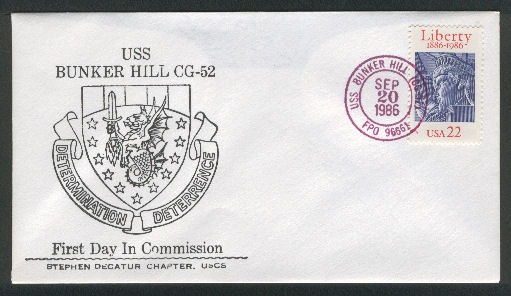 USS
BUNKER HILL CG-52
DETERMINATION DETERRENCE
First Day In Commission
STEPHEN DECATUR CHAPTER, USCS
USS BUNKER HILL
SEP
20
1986
FPO
Liberty
1886-1986
USA 22